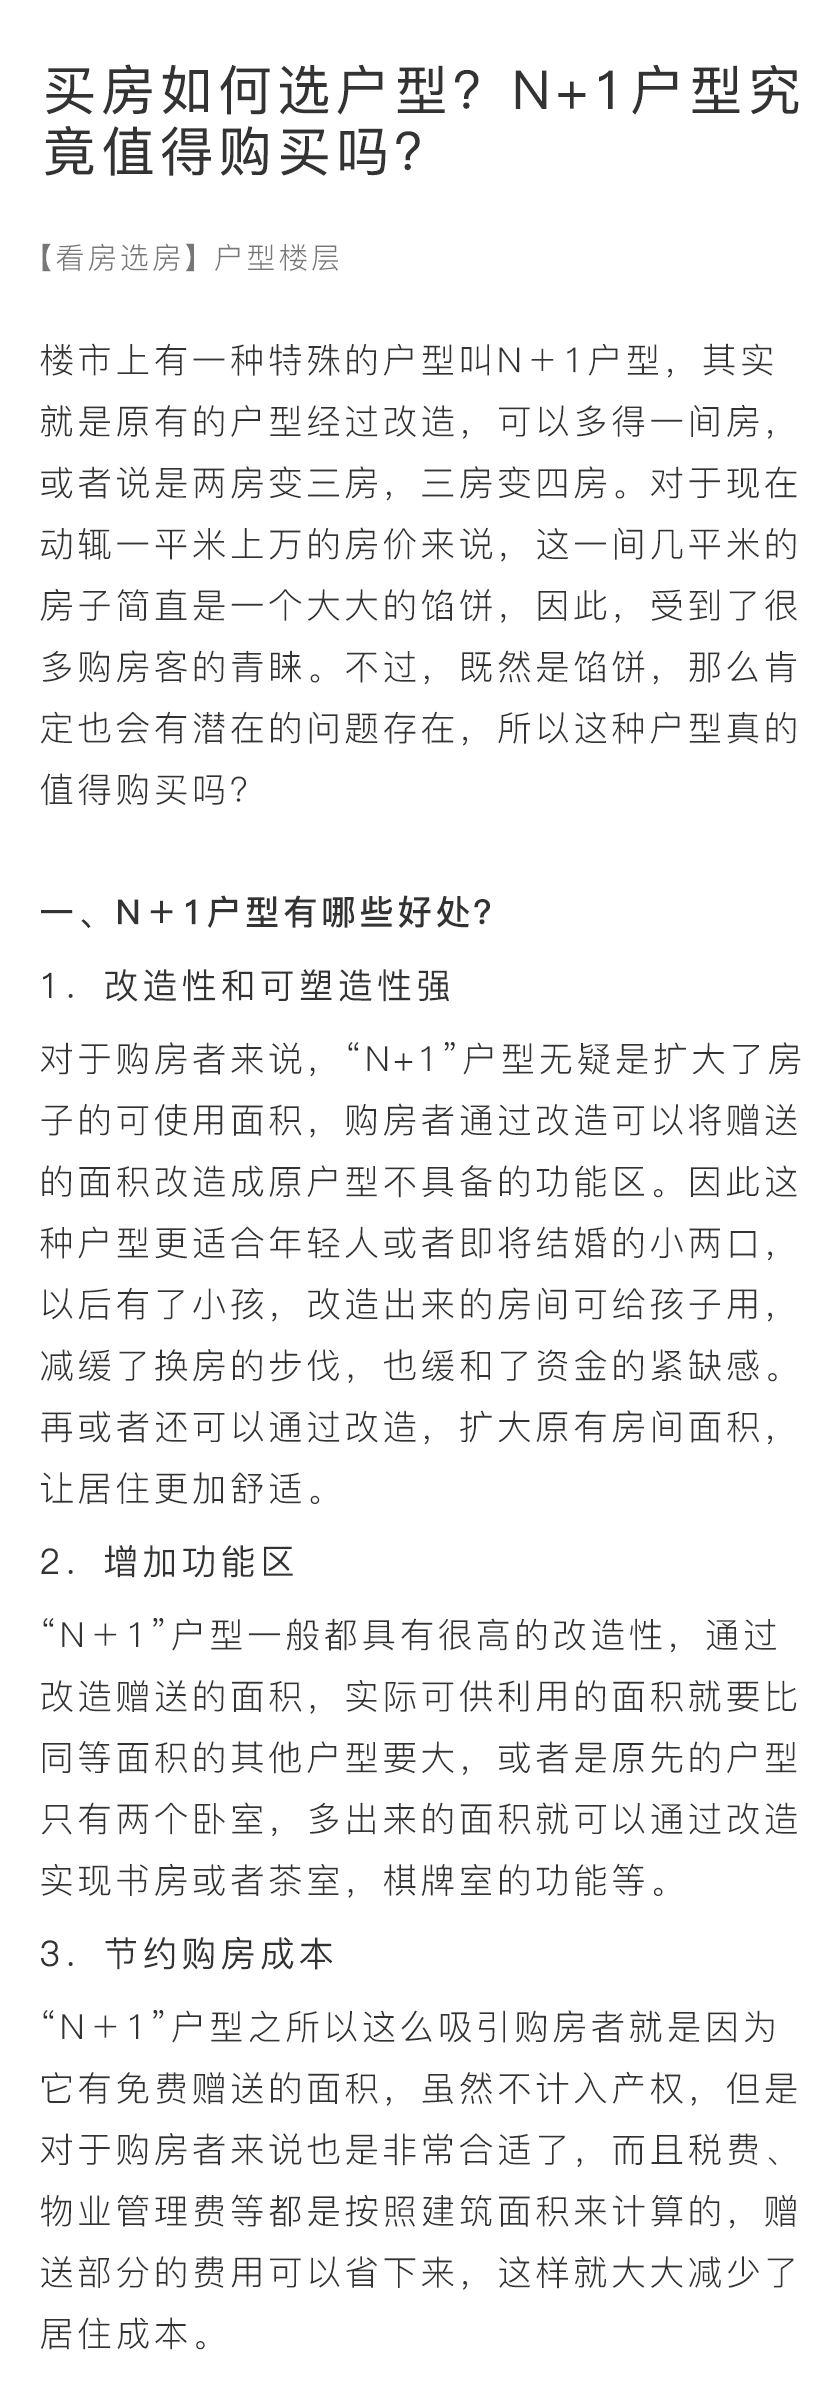 买房如何选户型？N+1户型究
竟值得购买吗？
【看房选房】户型楼层
楼市上有一种特殊的户型叫N＋1户型，其实
就是原有的户型经过改造，可以多得一间房，
或者说是两房变三房，三房变四房。对于现在
动辄一平米上万的房价来说，这一间几平米的
房子简直是一个大大的馅饼，因此，受到了很
多购房客的青睐。不过，既然是馅饼，那么肯
定也会有潜在的问题存在，所以这种户型真的
值得购买吗？
一、N＋1户型有哪些好处？
1．改造性和可塑造性强
对于购房者来说，“N+1”户型无疑是扩大了房
子的可使用面积，购房者通过改造可以将赠送
的面积改造成原户型不具备的功能区。因此这
种户型更适合年轻人或者即将结婚的小两口，
以后有了小孩，改造出来的房间可给孩子用，
减缓了换房的步伐，也缓和了资金的紧缺感。
再或者还可以通过改造，扩大原有房间面积，
让居住更加舒适。
2．增加功能区
“N＋1”户型一般都具有很高的改造性，通过
改造赠送的面积，实际可供利用的面积就要比
同等面积的其他户型要大，或者是原先的户型
只有两个卧室，多出来的面积就可以通过改造
实现书房或者茶室，棋牌室的功能等。
3．节约购房成本
“N＋1”户型之所以这么吸引购房者就是因为
它有免费赠送的面积，虽然不计入产权，但是
对于购房者来说也是非常合适了，而且税费、
物业管理费等都是按照建筑面积来计算的，赠
送部分的费用可以省下来，这样就大大减少了
居住成本。